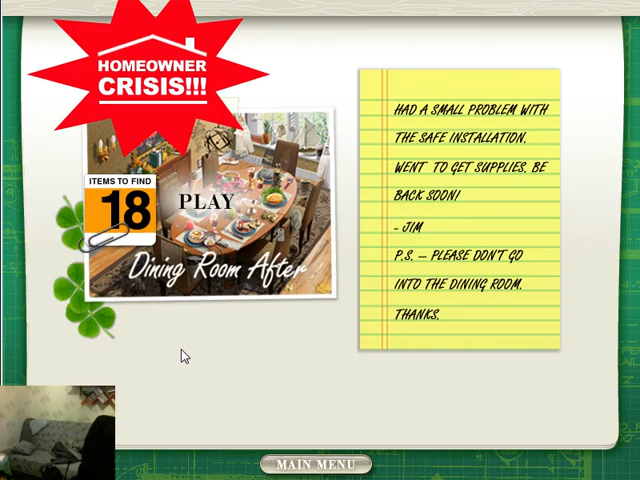 HOMEOWNER
CRISIS!!!
ITEMS TO FIND
18
PLAY
Dining Room After
HAD A SMALL PROBLEM WITH
THE SAFE INSTALLATION.
WENT TO GET SUPPLIES. BE
BACK SOON!
- JIM
P.S. – PLEASE DON'T GO
INTO THE DINING ROOM.
THANKS.
MAIN MENU